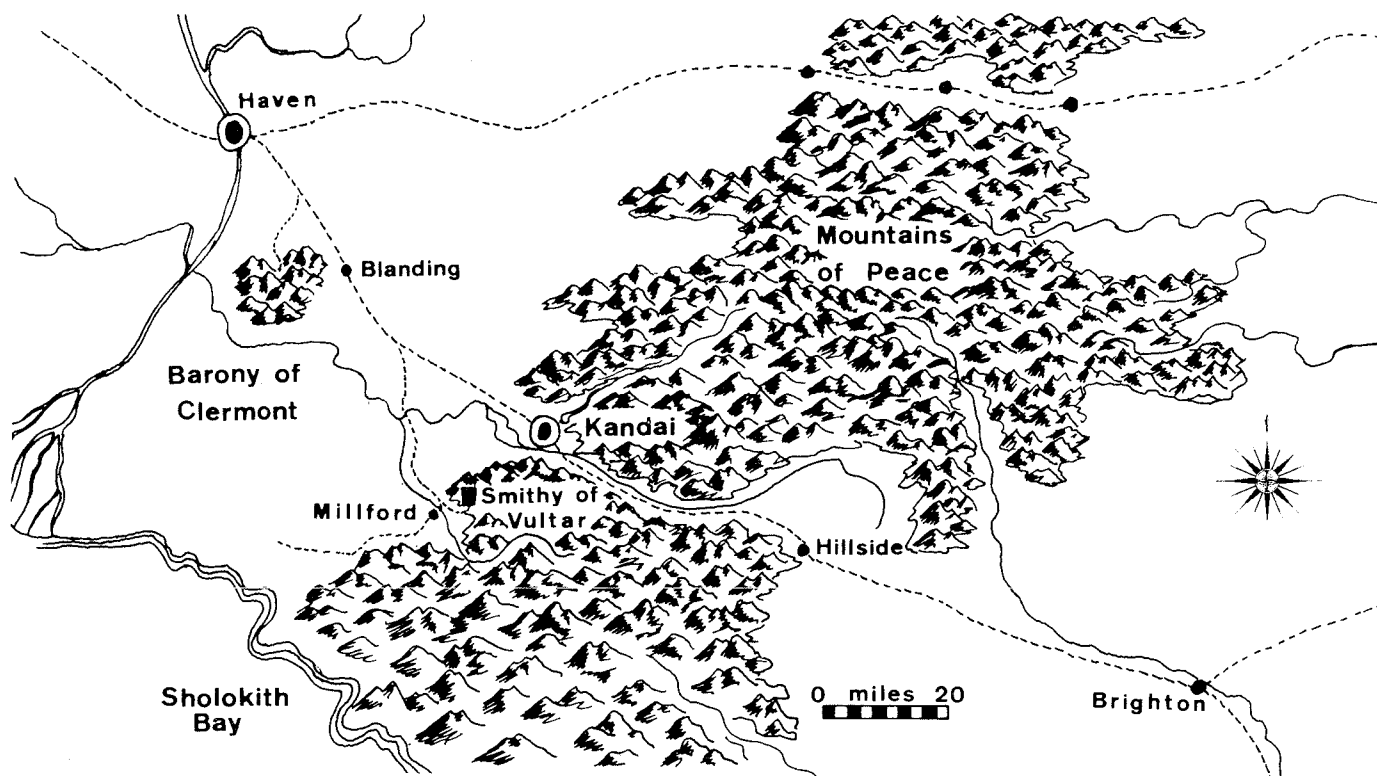 Haven
Mountains
of Peace
Blanding
Barony of
Clermont
Kandai
Smithy of
Vultar
Millford
Hillside
Sholokith
Bay
0 miles 20
Brighton